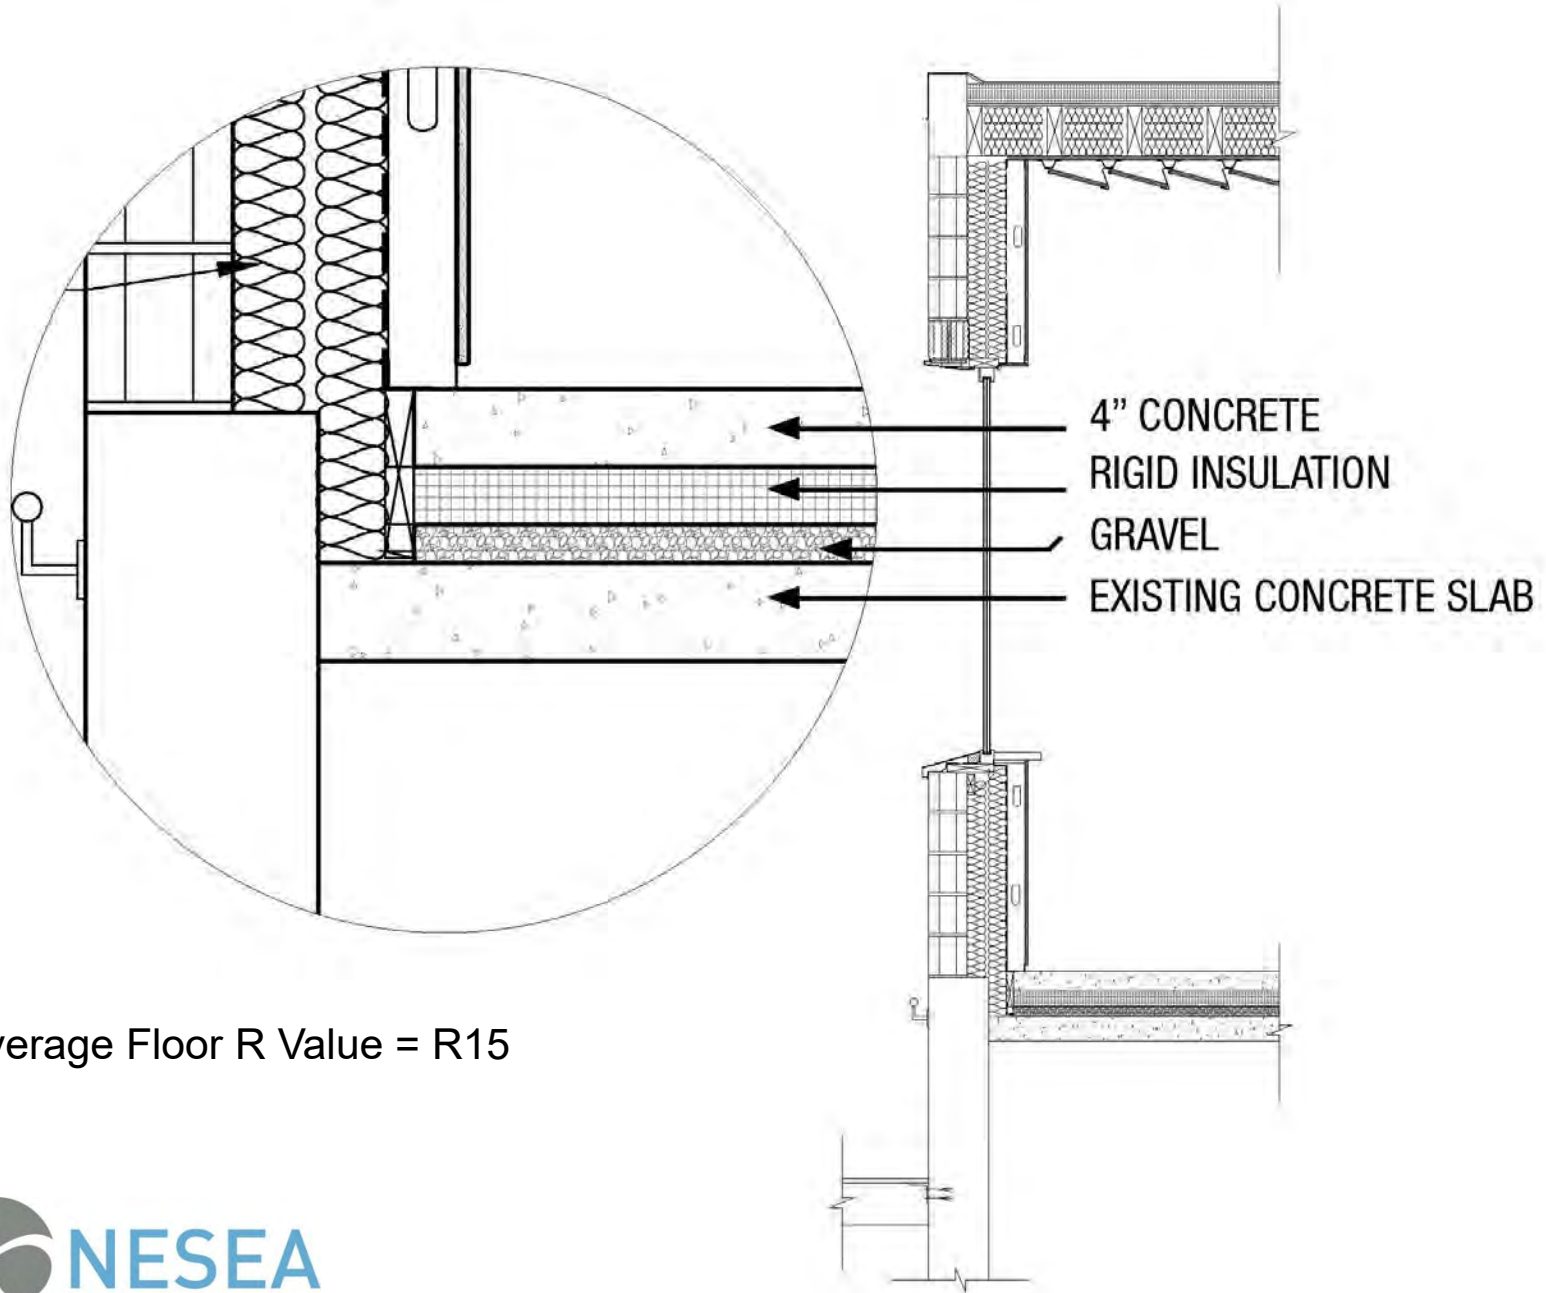 4” CONCRETE
RIGID INSULATION
GRAVEL
EXISTING CONCRETE SLAB
verage Floor R Value = R15
NESEA